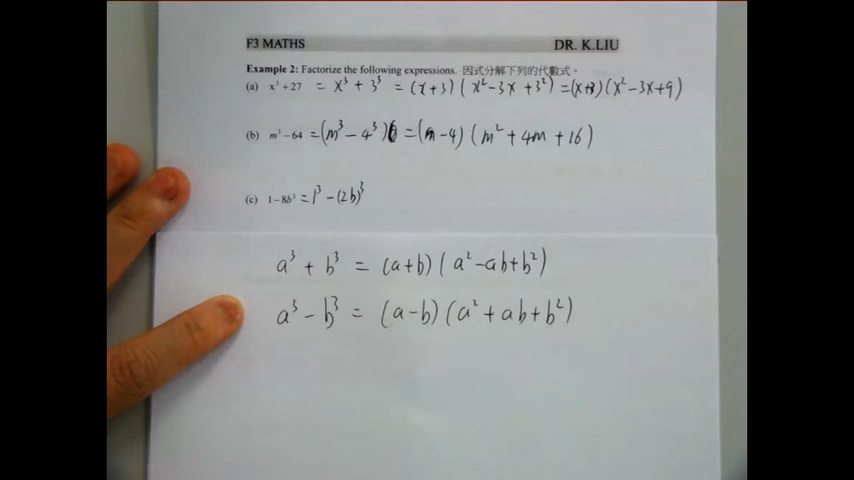 F3 MATHS DR. K.LIU
Example 2: Factorize the following expressions. 因式分解下列的代數式。
(a) x³ + 27 = x³ + 3³ = (x+3) (x² - 3x + 3²) = (x+3) (x² - 3x + 9)
(b) m³ - 64 = (m³ - 4³) = (m - 4) (m² + 4m + 16)
(c) 1 - 8b³ = 1³ - (2b)³
a³ + b³ = (a+b) (a² - ab + b²)
a³ - b³ = (a-b) (a² + ab + b²)